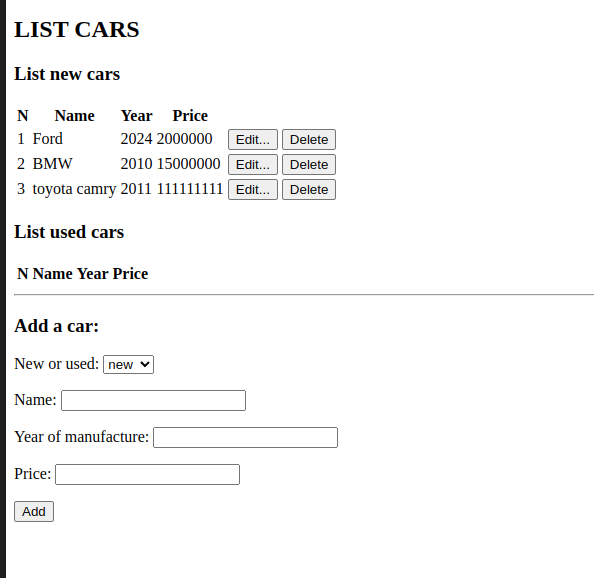 LIST CARS
List new cars
N Name Year Price
1 Ford 2024 2000000 Edit... Delete
2 BMW 2010 15000000 Edit... Delete
3 toyota camry 2011 111111111 Edit... Delete
List used cars
N Name Year Price
Add a car:
New or used: new
Name:
Year of manufacture:
Price:
Add